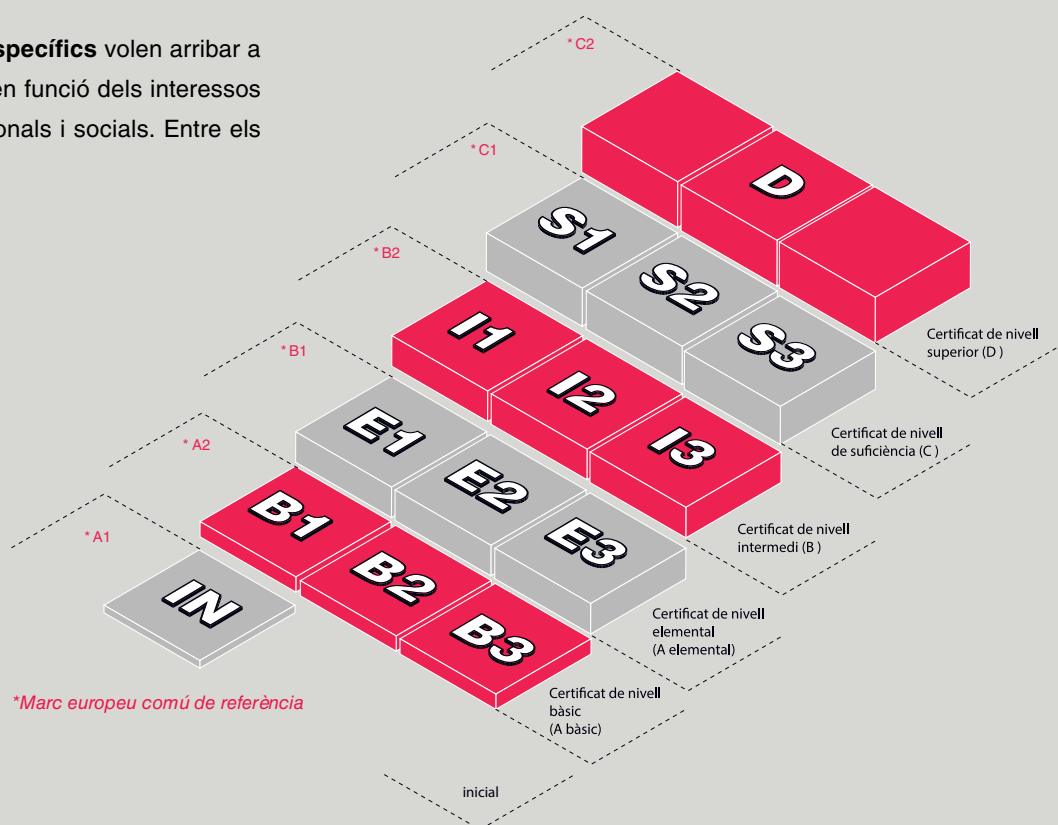 specífics volen arribar a
en funció dels interessos
onals i socials. Entre els
* C2
D
* C1
S1
S2
S3
Certificat de nivell
superior (D )
* B2
I1
I2
I3
Certificat de nivell
de suficiència (C )
* B1
E1
E2
E3
Certificat de nivell
intermedi (B )
* A2
B1
B2
B3
Certificat de nivell
elemental
(A elemental)
* A1
IN
Certificat de nivell
bàsic
(A bàsic)
*Marc europeu comú de referència
inicial